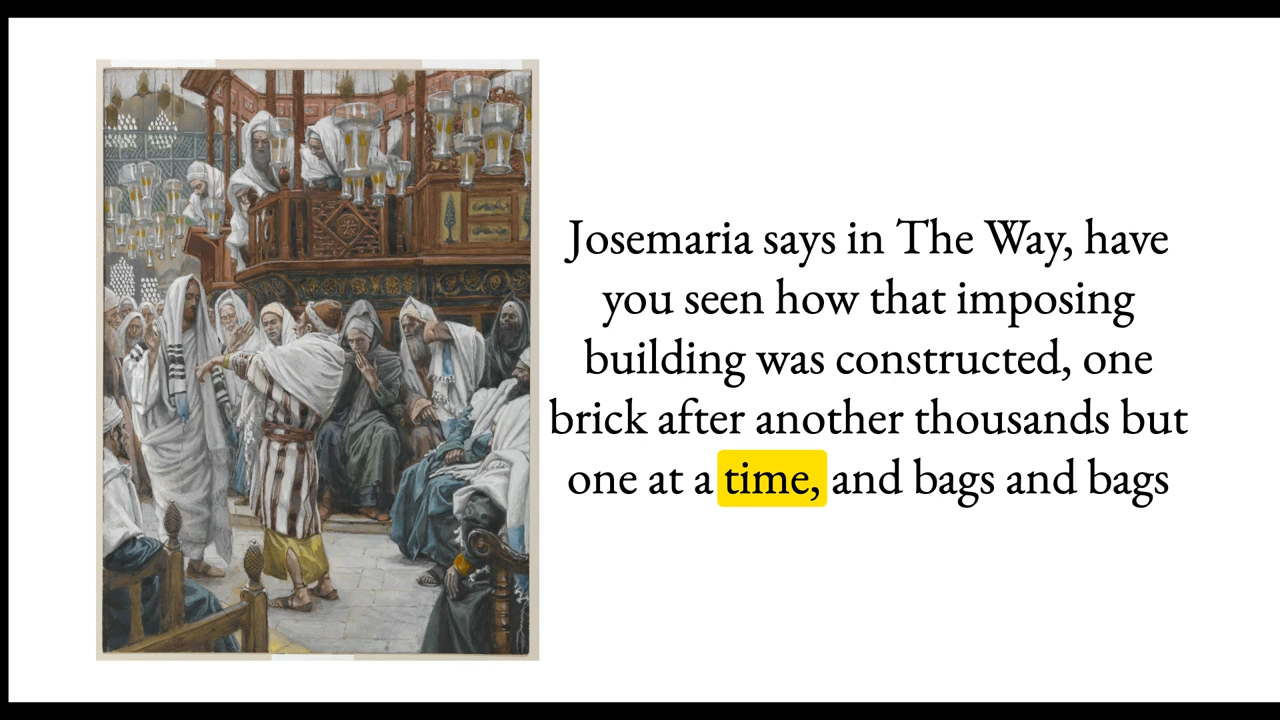 Josemaria says in The Way, have
you seen how that imposing
building was constructed, one
brick after another thousands but
one at a time, and bags and bags